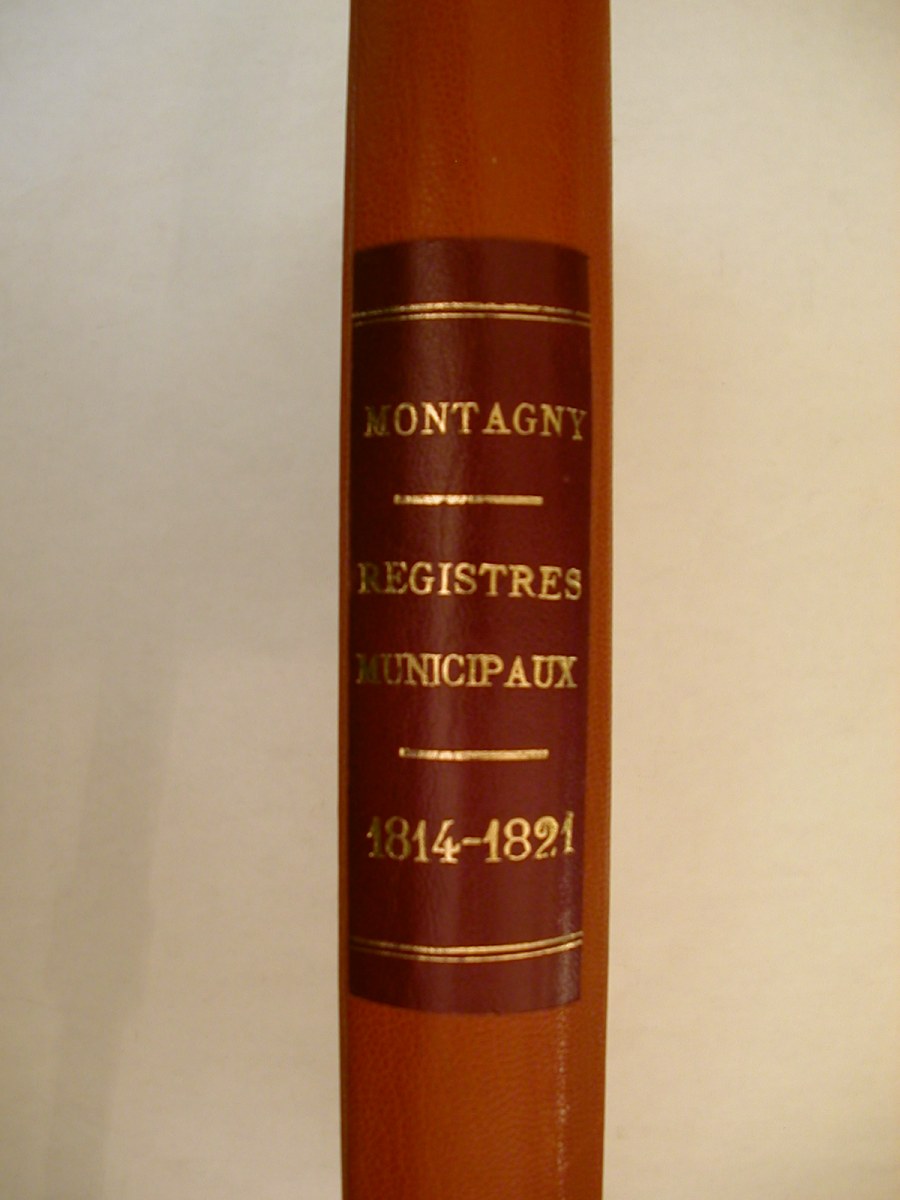 MONTAGNY
REGISTRES
MUNICIPAUX
1814-1821